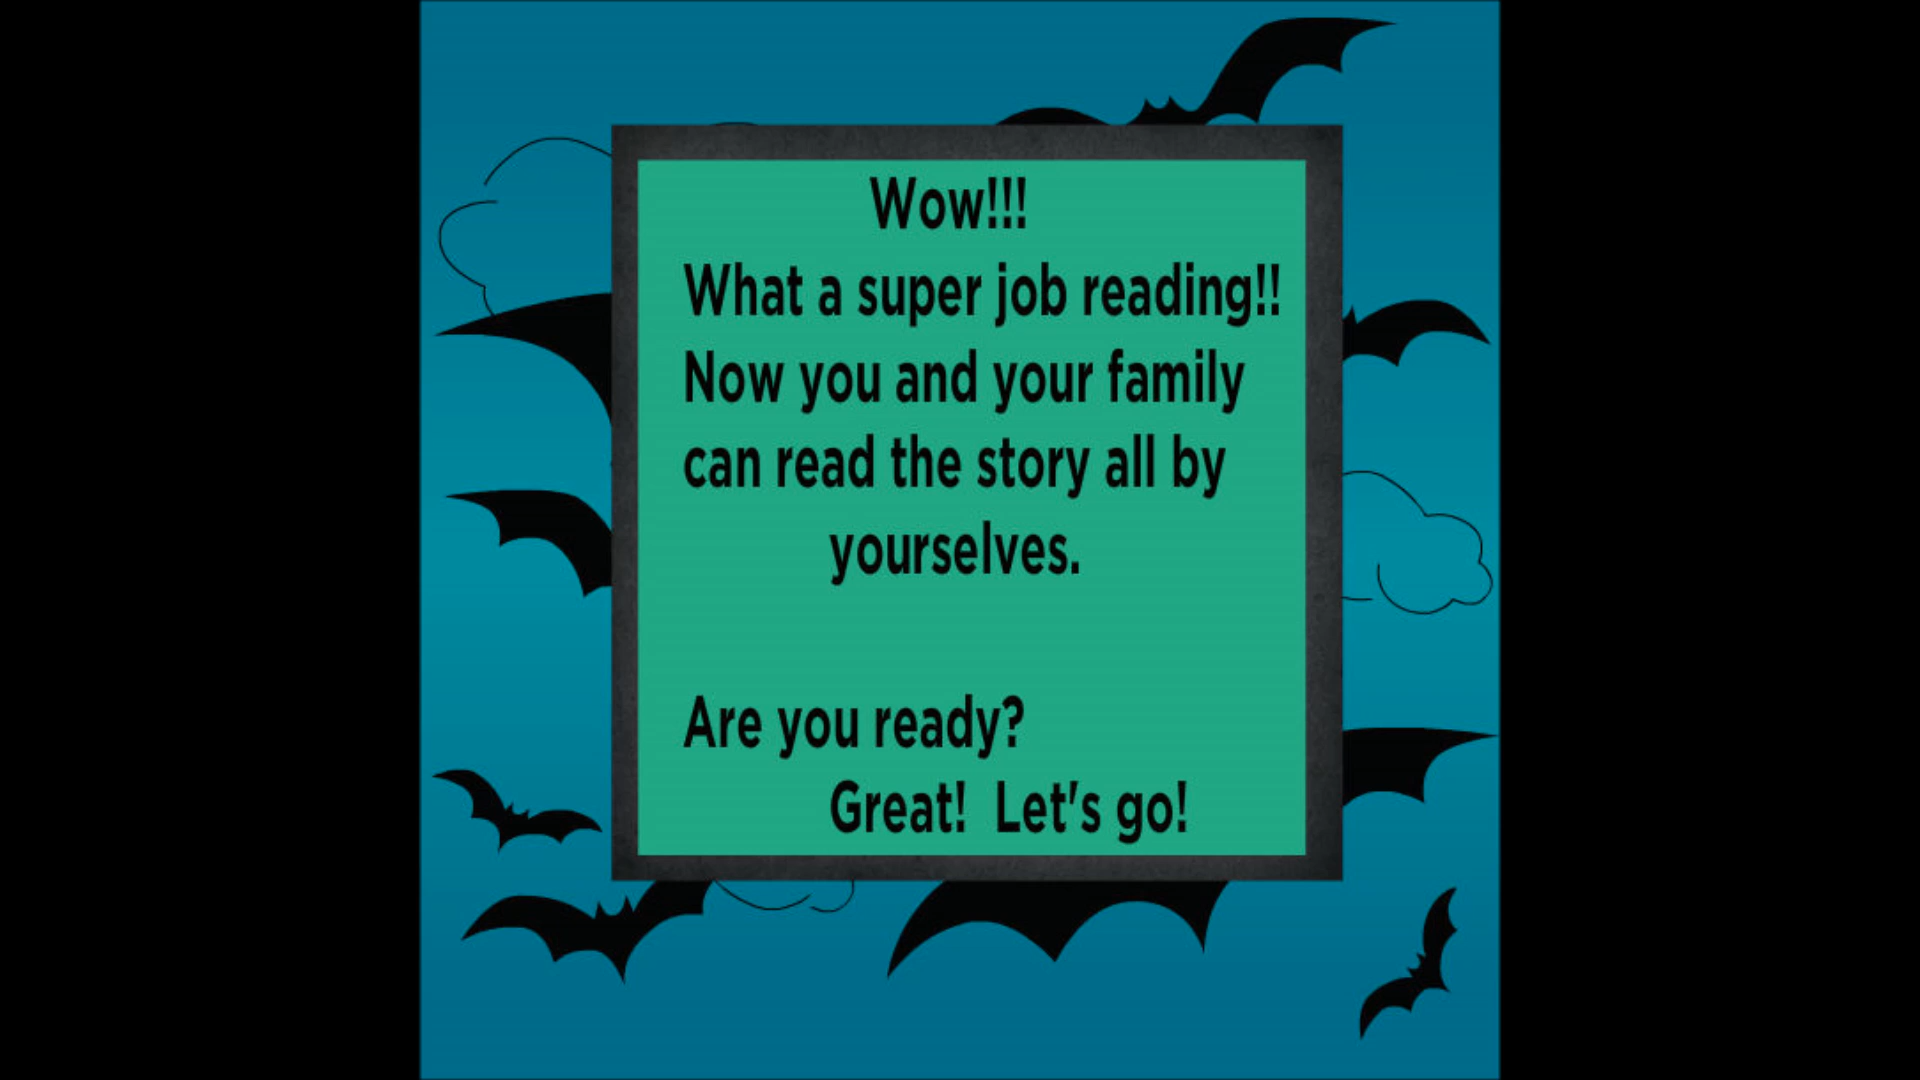 Wow!!!
What a super job reading!!
Now you and your family
can read the story all by
yourselves.
Are you ready?
Great!  Let's go!